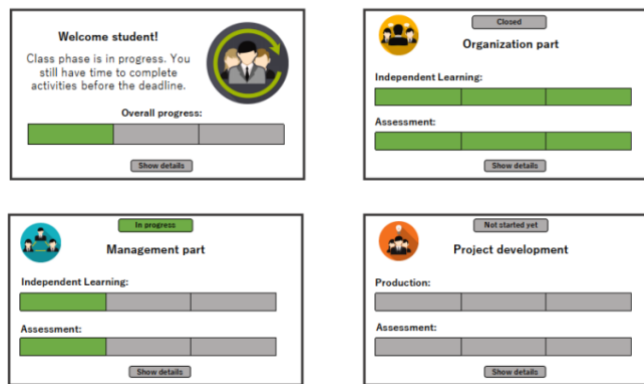 Welcome student!
Class phase is in progress. You
still have time to complete
activities before the deadline.
Overall progress:
Show details
Closed
Organization part
Independent Learning:
Assessment:
Show details
In progress
Management part
Independent Learning:
Assessment:
Show details
Not started yet
Project development
Production:
Assessment:
Show details